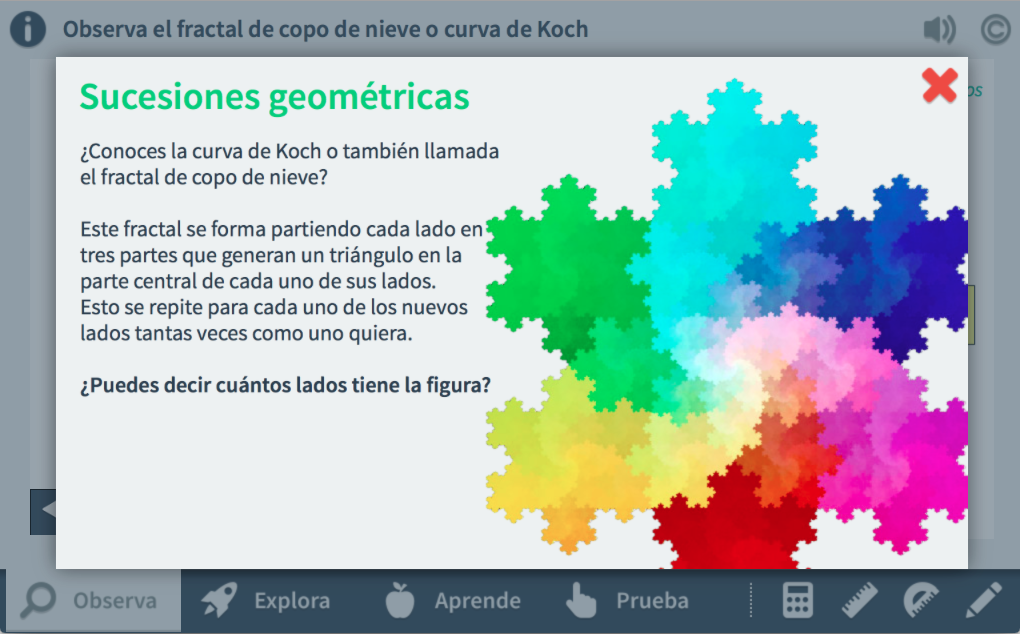 Observa el fractal de copo de nieve o curva de Koch
Sucesiones geométricas
¿Conoces la curva de Koch o también llamada
el fractal de copo de nieve?
Este fractal se forma partiendo cada lado en
tres partes que generan un triángulo en la
parte central de cada uno de sus lados.
Esto se repite para cada uno de los nuevos
lados tantas veces como uno quiera.
¿Puedes decir cuántos lados tiene la figura?
Observa
Explora
Aprende
Prueba